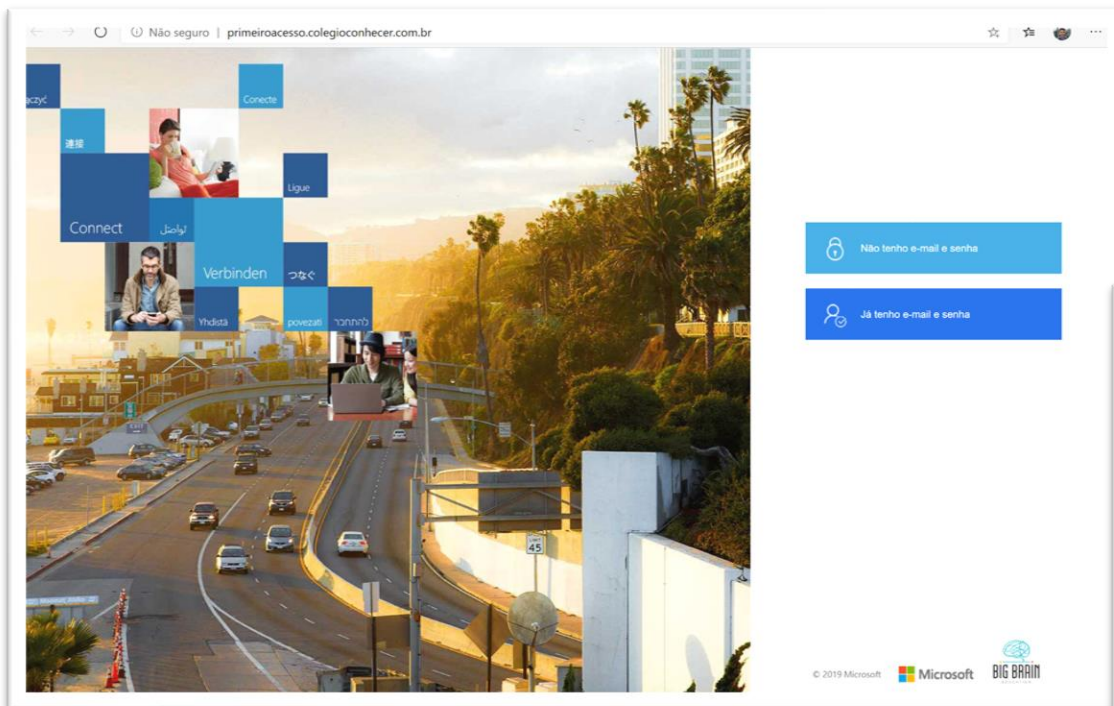 Não seguro | primeiroacesso.colegioconhecer.com.br
Conecte
連接
Ligue
Connect
تواصل
Verbinden
つなぐ
Yhdistä
povezati
להתחבר
Não tenho e-mail e senha
Já tenho e-mail e senha
EXIT
LIMIT
45
© 2019 Microsoft
Microsoft
BIG BRAIN